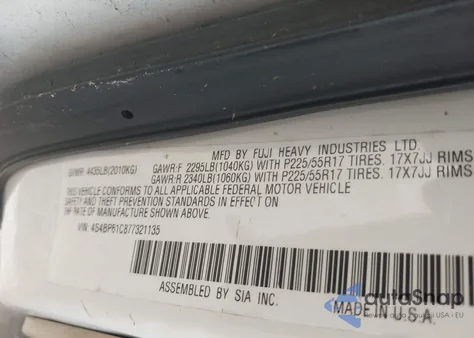 MFD. BY FUJI HEAVY INDUSTRIES LTD.
GVWR: 4435LB(2010KG) GAWR:F 2295LB(1040KG) WITH P225/55R17 TIRES. 17X7JJ RIMS
GAWR:R 2340LB(1060KG) WITH P225/55R17 TIRES. 17X7JJ RIMS
THIS VEHICLE CONFORMS TO ALL APPLICABLE FEDERAL MOTOR VEHICLE
SAFETY AND THEFT PREVENTION STANDARDS IN EFFECT ON
THE DATE OF MANUFACTURE SHOWN ABOVE.
VIN: 4S4BP61C877321135
ASSEMBLED BY SIA INC.
MADE IN U.S.A.
autoSnap